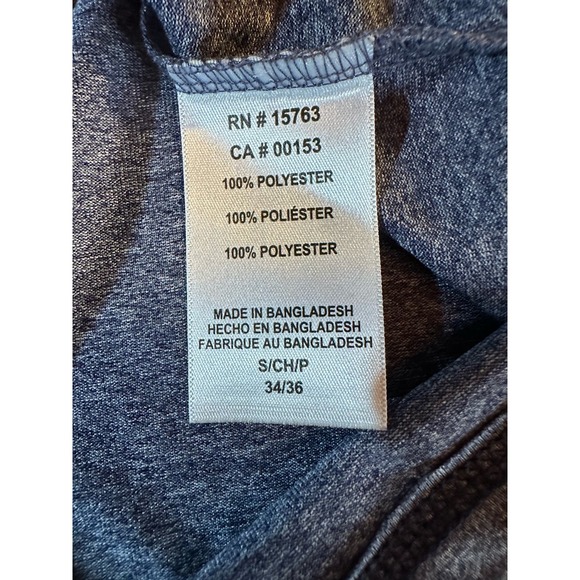 RN # 15763
CA # 00153
100% POLYESTER
100% POLIÉSTER
100% POLYESTER
MADE IN BANGLADESH
HECHO EN BANGLADESH
FABRIQUE AU BANGLADESH
S/CH/P
34/36